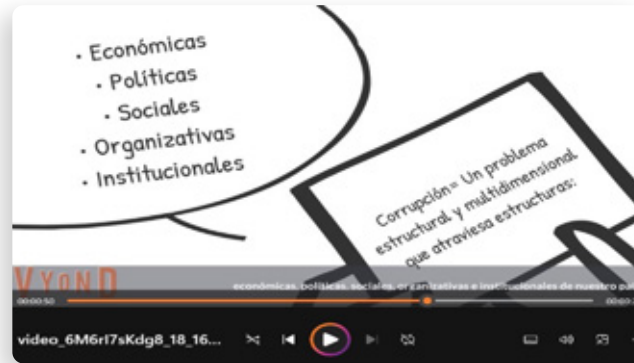 • Económicas
• Políticas
• Sociales
• Organizativas
• Institucionales
Corrupción= Un problema
estructural y multidimensional
que atraviesa estructuras:
VYOND
económicas, políticas, sociales, organizativas e institucionales de nuestro
00:00:50
video_6M6rI7sKdg8_18_16...